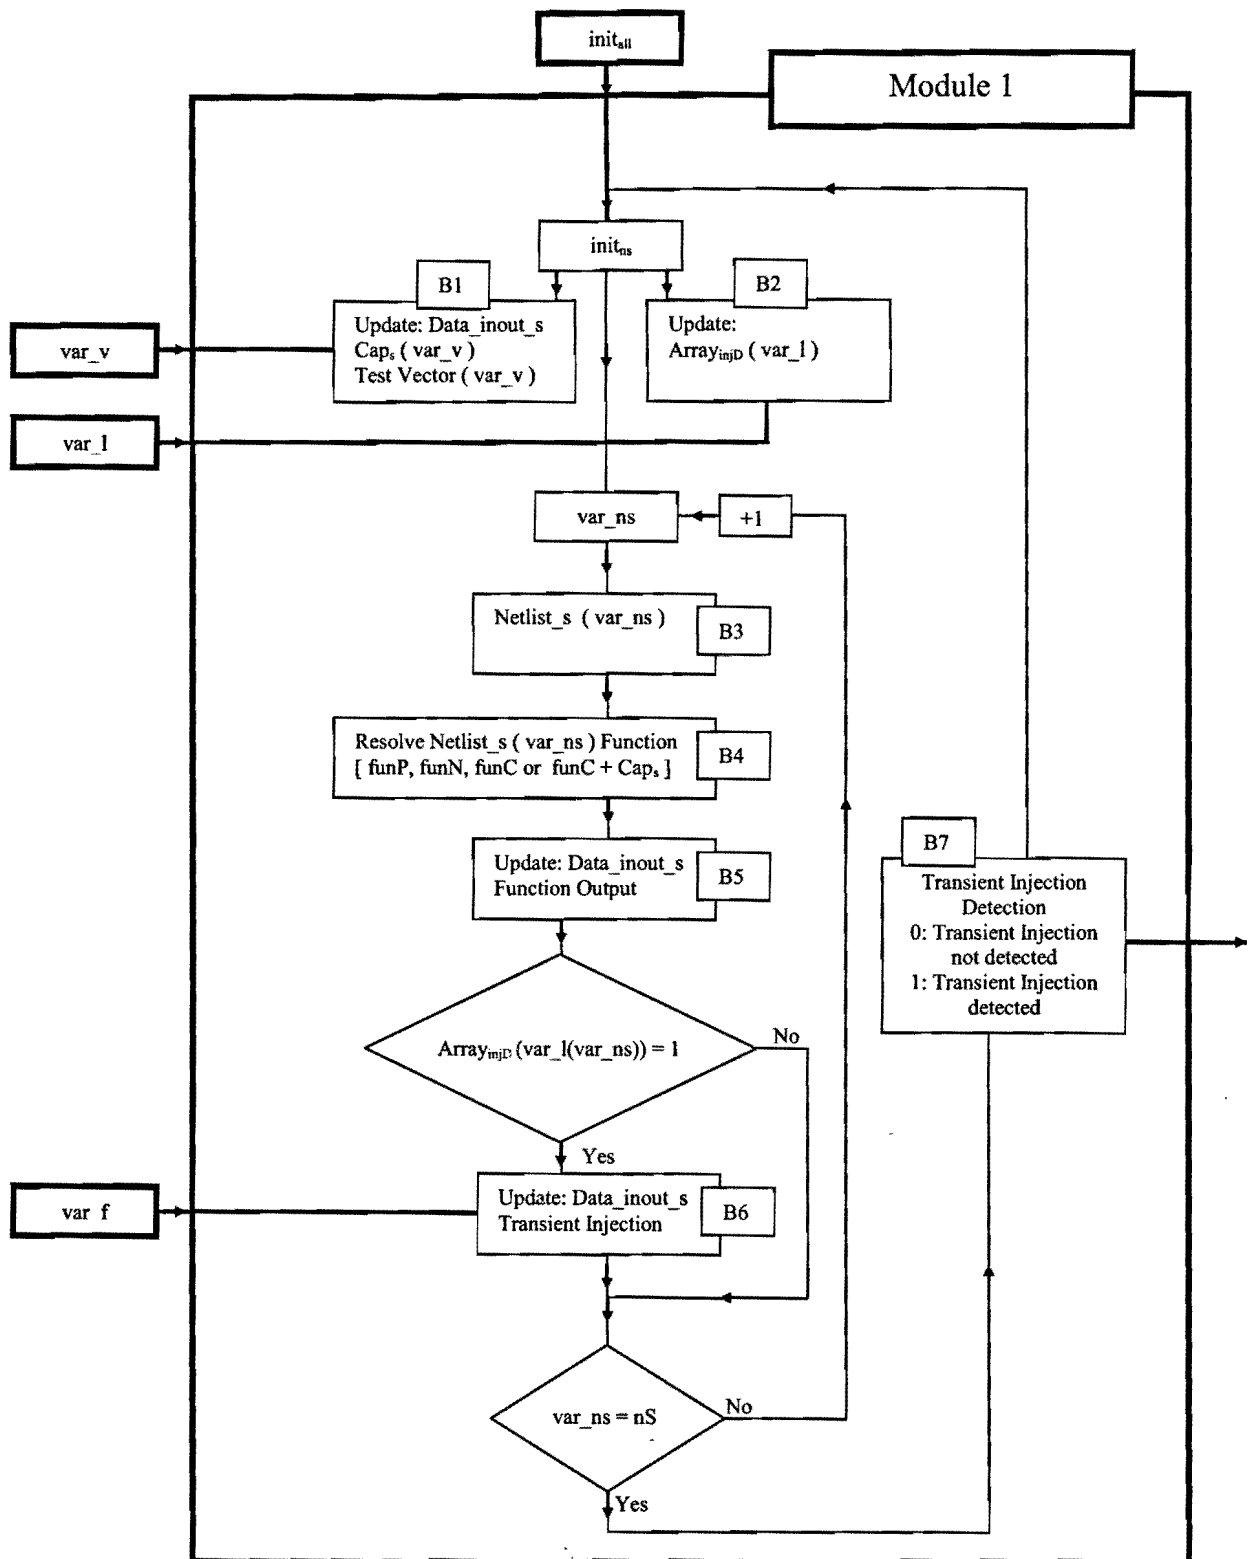 init_all
Module 1
init_ns
B1
B2
Update: Data_inout_s
Cap_s ( var_v )
Test Vector ( var_v )
Update:
Array_injD ( var_l )
var_v
var_l
var_ns
+1
Netlist_s ( var_ns )
B3
Resolve Netlist_s ( var_ns ) Function
[ funP, funN, funC or funC + Cap_s ]
B4
Update: Data_inout_s
Function Output
B5
B7
Transient Injection
Detection
0: Transient Injection
not detected
1: Transient Injection
detected
Array_injD (var_l(var_ns)) = 1
No
Yes
var f
Update: Data_inout_s
Transient Injection
B6
var_ns = nS
No
Yes